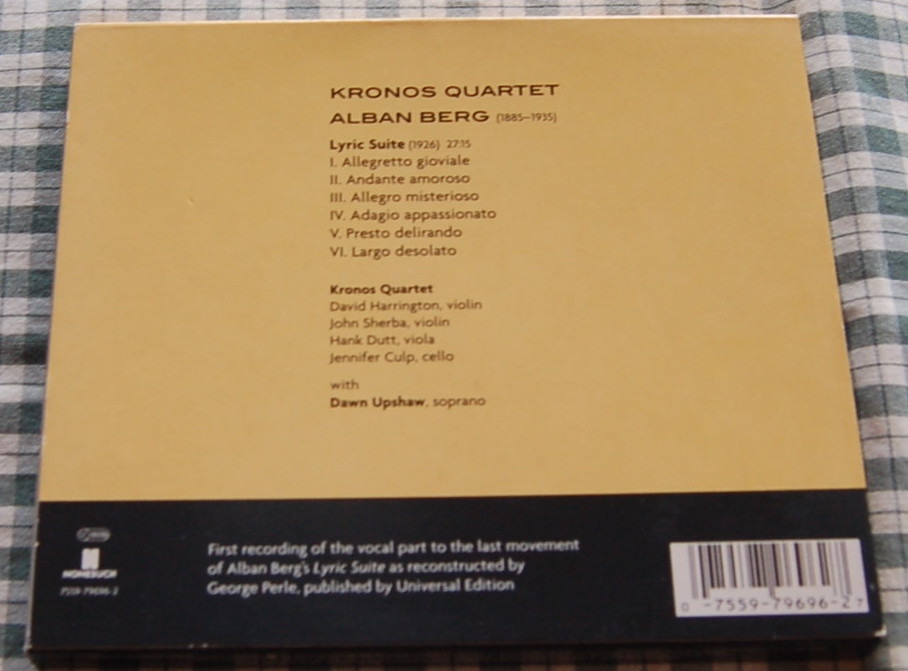 KRONOS QUARTET
ALBAN BERG (1885–1935)
Lyric Suite (1926) 27:15
I. Allegretto gioviale
II. Andante amoroso
III. Allegro misterioso
IV. Adagio appassionato
V. Presto delirando
VI. Largo desolato
Kronos Quartet
David Harrington, violin
John Sherba, violin
Hank Dutt, viola
Jennifer Culp, cello
with
Dawn Upshaw, soprano
First recording of the vocal part to the last movement
of Alban Berg's Lyric Suite as reconstructed by
George Perle, published by Universal Edition
NONESUCH
7559-79696-2
0 -7559-79696-2 7